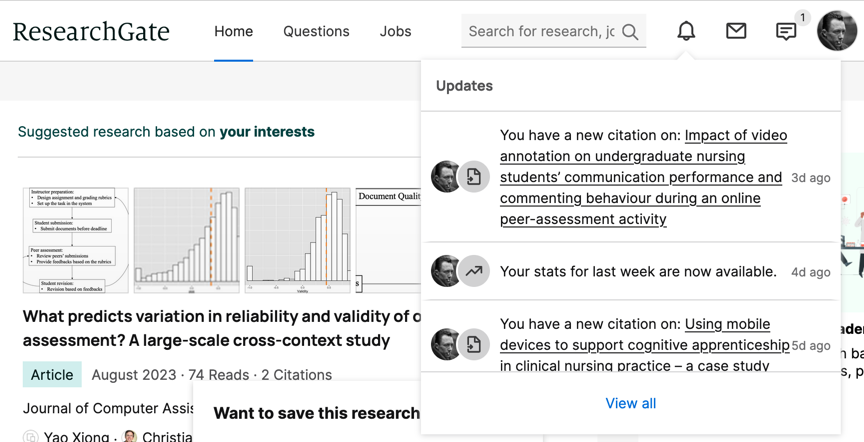 ResearchGate
Home
Questions
Jobs
Search for research, jo
1
Updates
You have a new citation on: Impact of video
annotation on undergraduate nursing
students’ communication performance and
commenting behaviour during an online
peer-assessment activity
3d ago
Your stats for last week are now available.
4d ago
You have a new citation on: Using mobile
devices to support cognitive apprenticeship
in clinical nursing practice – a case study
5d ago
View all
Suggested research based on your interests
Instructor preparation:
• Design assignment and grading rubrics
• Set up the task in the system
Student submission:
• Submit documents before deadline
Peer assessment:
• Review peers' submissions
• Provide feedbacks based on the rubrics
Student revision:
• Revision based on feedbacks
Validity
Document Qualit
What predicts variation in reliability and validity of o
assessment? A large-scale cross-context study
Article
August 2023 · 74 Reads · 2 Citations
Journal of Computer Assis
Yao Xiong ·
Christia
Want to save this research